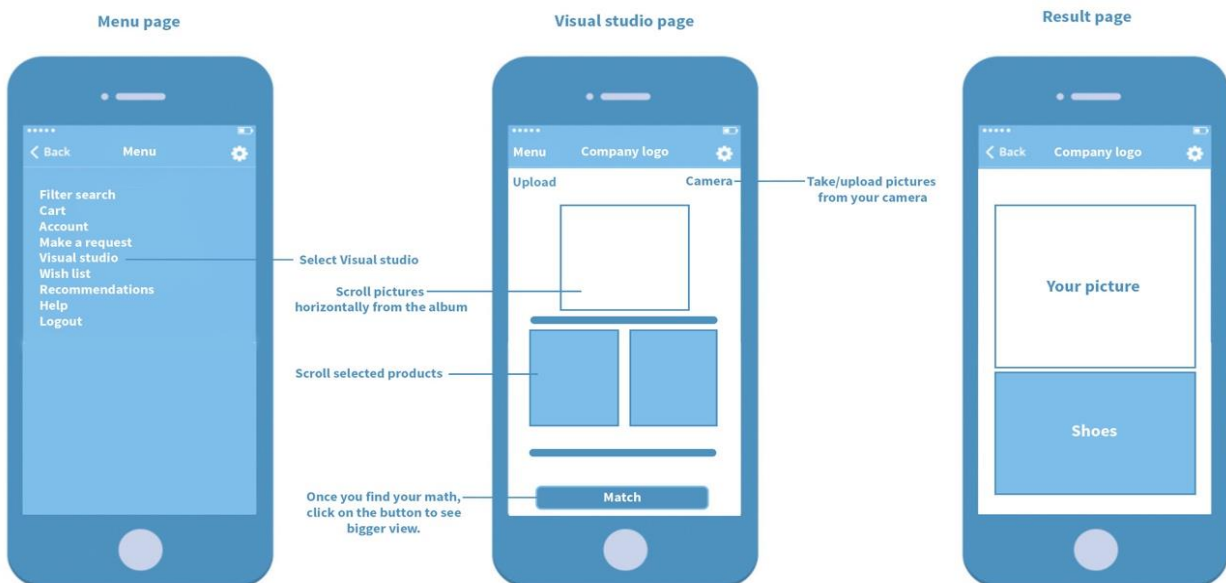 Menu page
Back
Menu
Filter search
Cart
Account
Make a request
Visual studio
Wish list
Recommendations
Help
Logout
Select Visual studio
Visual studio page
Menu
Company logo
Upload
Camera
Take/upload pictures
from your camera
Scroll pictures
horizontally from the album
Scroll selected products
Once you find your math,
click on the button to see
bigger view.
Match
Result page
Back
Company logo
Your picture
Shoes